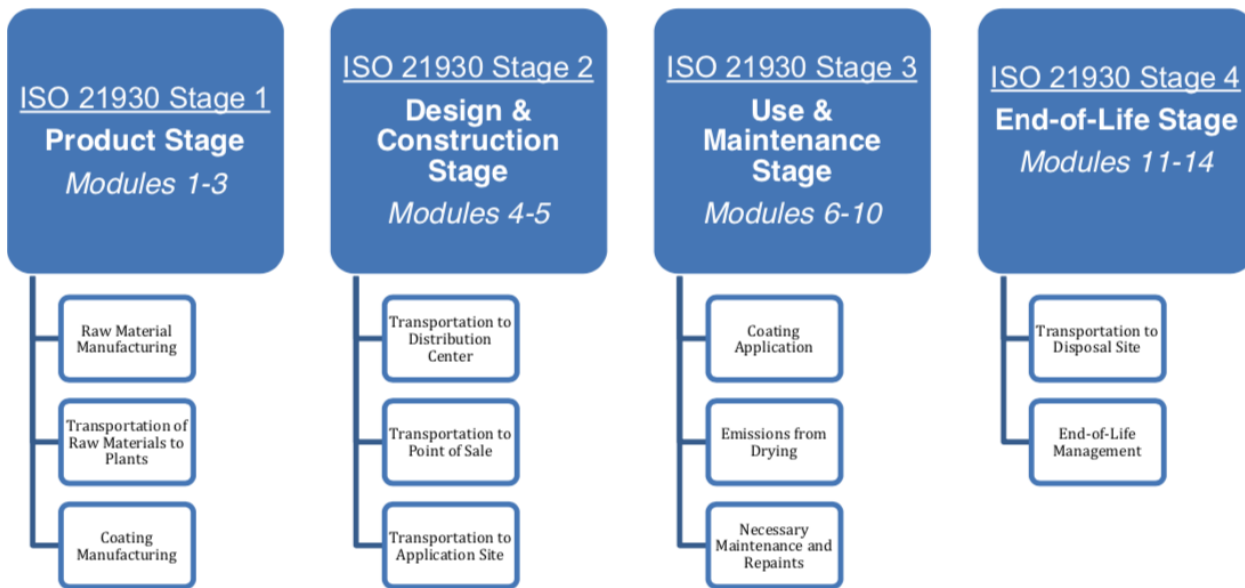 ISO 21930 Stage 1
Product Stage
Modules 1-3
Raw Material
Manufacturing
Transportation of
Raw Materials to
Plants
Coating
Manufacturing
ISO 21930 Stage 2
Design &
Construction
Stage
Modules 4-5
Transportation to
Distribution
Center
Transportation to
Point of Sale
Transportation to
Application Site
ISO 21930 Stage 3
Use &
Maintenance
Stage
Modules 6-10
Coating
Application
Emissions from
Drying
Necessary
Maintenance and
Repaints
ISO 21930 Stage 4
End-of-Life Stage
Modules 11-14
Transportation to
Disposal Site
End-of-Life
Management